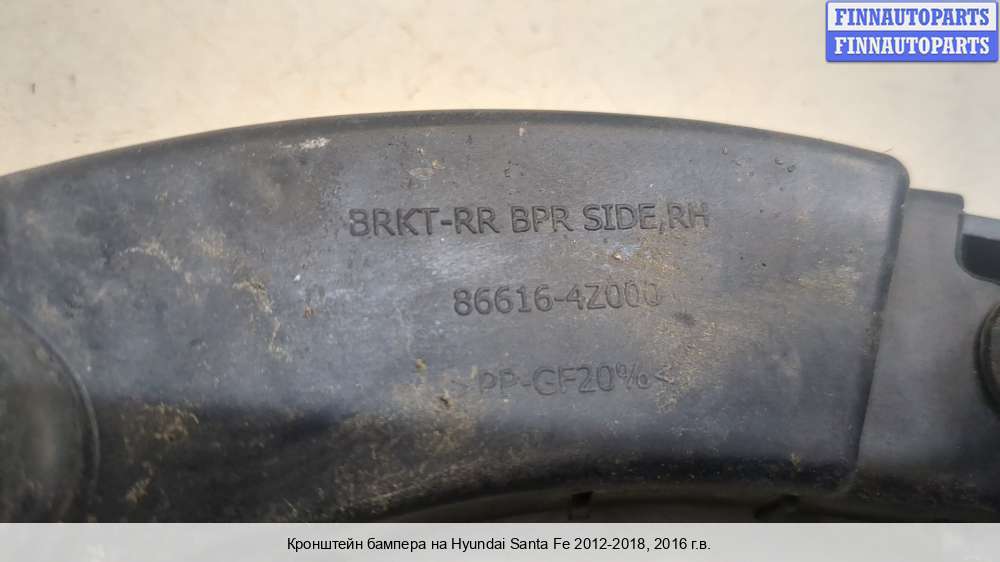 FINNAUTOPARTS
FINNAUTOPARTS
BRKT-RR BPR SIDE,RH
86616-4Z000
>PP-GF20%<
Кронштейн бампера на Hyundai Santa Fe 2012-2018, 2016 г.в.